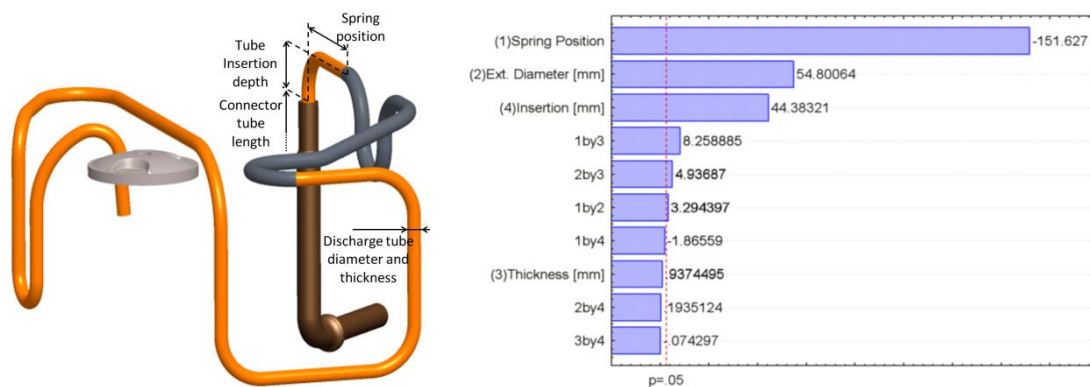 Spring
position
Tube
Insertion
depth
Connector
tube
length
Discharge tube
diameter and
thickness
(1)Spring Position
-151.627
(2)Ext. Diameter [mm]
54.80064
(4)Insertion [mm]
44.38321
1by3
8.258885
2by3
4.93687
1by2
3.294397
1by4
-1.86559
(3)Thickness [mm]
.9374495
2by4
.1935124
3by4
.074297
p=.05